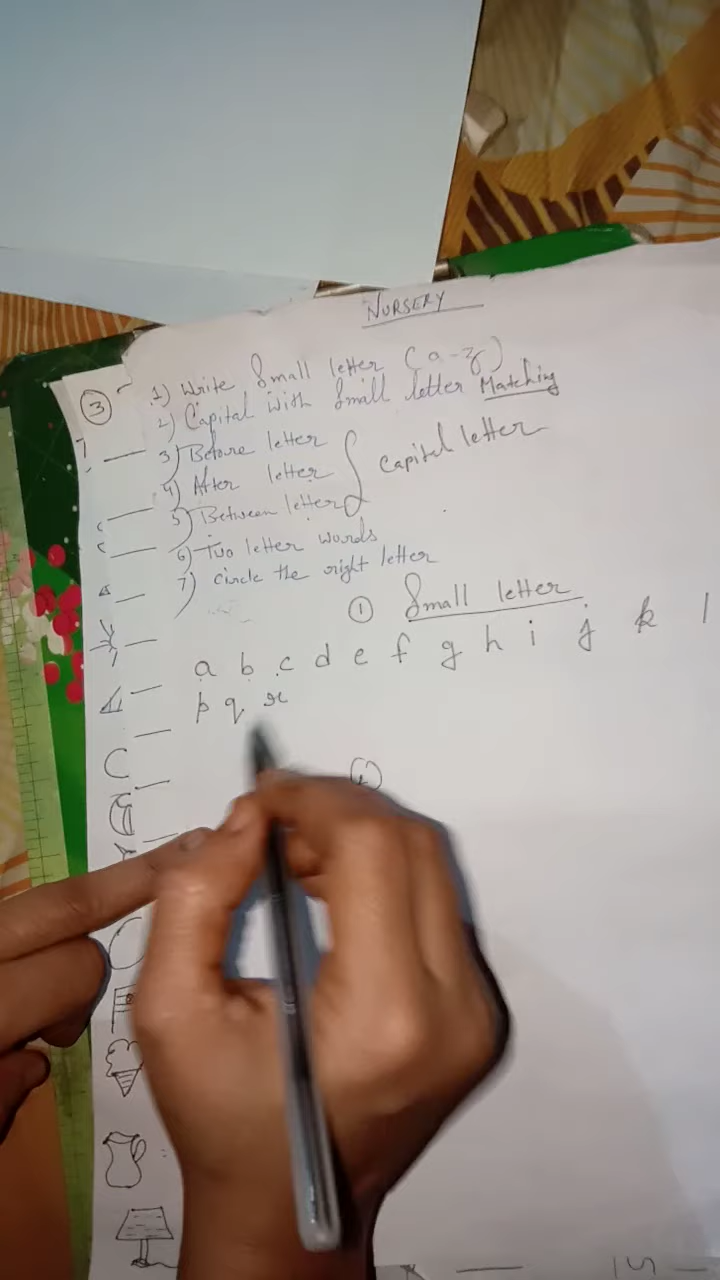 NURSERY
③ 1) Write Small letter (a-z)
2) Capital With Small letter Matching
3) Before letter
4) After letter
5) Between letter
Capital letter
6) Two letter words
7) circle the right letter
① Small letter
a b c d e f g h i j k l
p q r